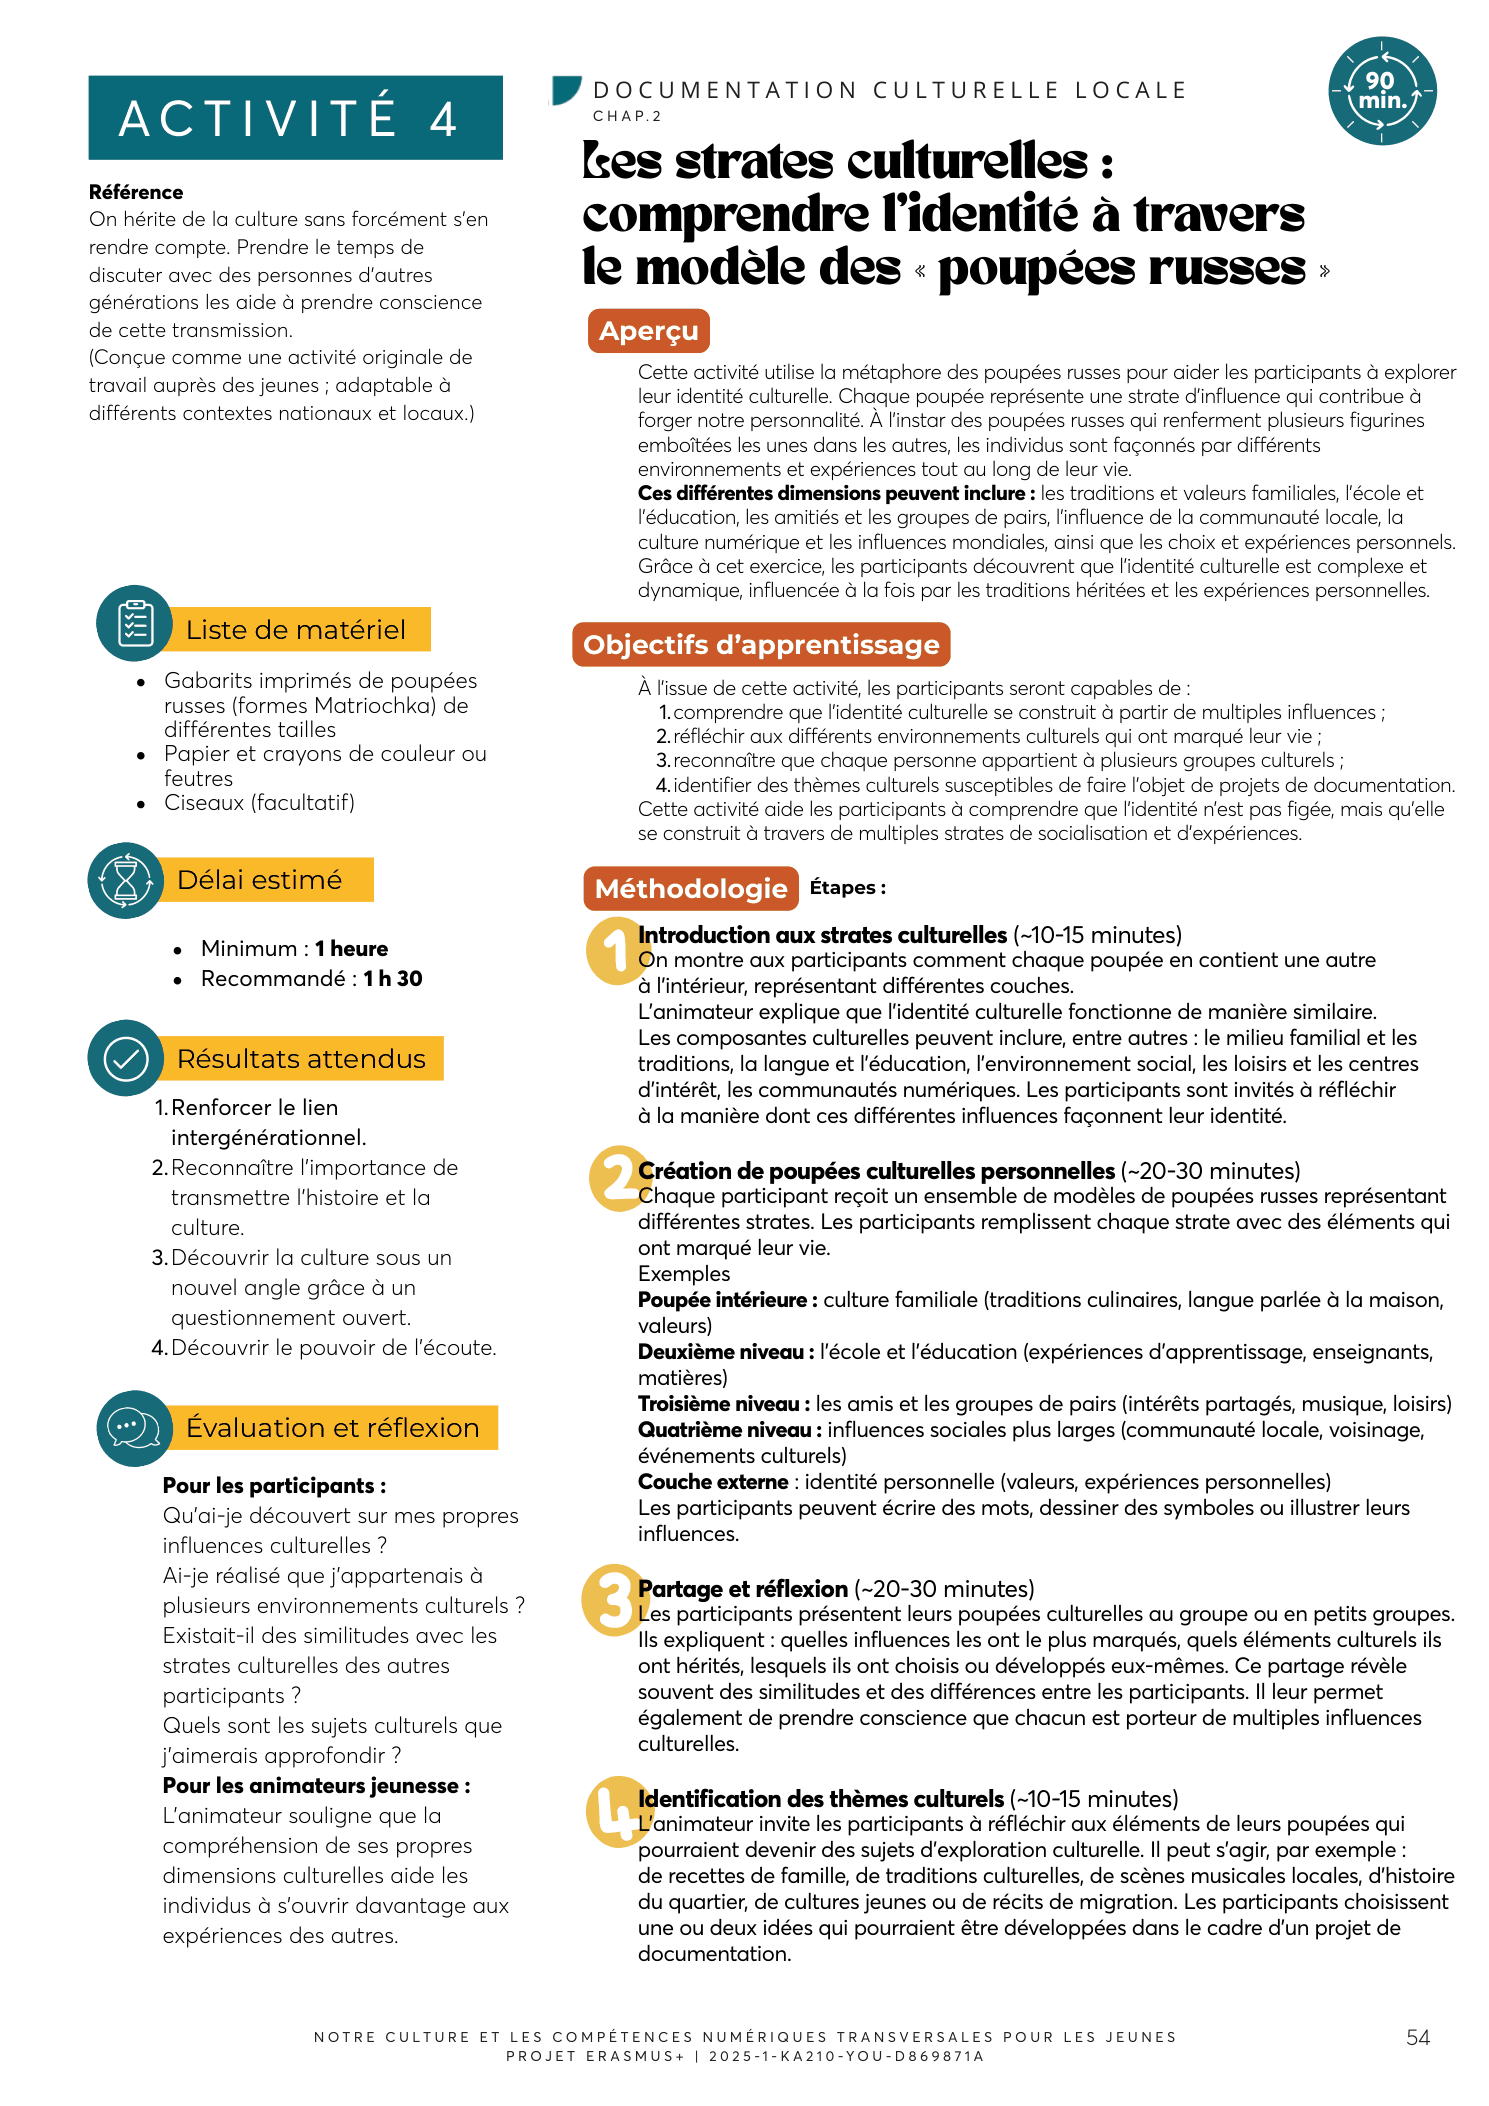 ACTIVITÉ 4
Référence
On hérite de la culture sans forcément s'en
rendre compte. Prendre le temps de
discuter avec des personnes d'autres
générations les aide à prendre conscience
de cette transmission.
(Conçue comme une activité originale de
travail auprès des jeunes ; adaptable à
différents contextes nationaux et locaux.)
Liste de matériel
• Gabarits imprimés de poupées
russes (formes Matriochka) de
différentes tailles
• Papier et crayons de couleur ou
feutres
• Ciseaux (facultatif)
Délai estimé
• Minimum : 1 heure
• Recommandé : 1 h 30
Résultats attendus
1. Renforcer le lien
intergénérationnel.
2. Reconnaître l'importance de
transmettre l'histoire et la
culture.
3. Découvrir la culture sous un
nouvel angle grâce à un
questionnement ouvert.
4. Découvrir le pouvoir de l'écoute.
Évaluation et réflexion
Pour les participants :
Qu'ai-je découvert sur mes propres
influences culturelles ?
Ai-je réalisé que j'appartenais à
plusieurs environnements culturels ?
Existait-il des similitudes avec les
strates culturelles des autres
participants ?
Quels sont les sujets culturels que
j'aimerais approfondir ?
Pour les animateurs jeunesse :
L'animateur souligne que la
compréhension de ses propres
dimensions culturelles aide les
individus à s'ouvrir davantage aux
expériences des autres.
DOCUMENTATION CULTURELLE LOCALE
CHAP.2
90
min.
Les strates culturelles :
comprendre l'identité à travers
le modèle des « poupées russes »
Aperçu
Cette activité utilise la métaphore des poupées russes pour aider les participants à explorer
leur identité culturelle. Chaque poupée représente une strate d'influence qui contribue à
forger notre personnalité. À l'instar des poupées russes qui renferment plusieurs figurines
emboîtées les unes dans les autres, les individus sont façonnés par différents
environnements et expériences tout au long de leur vie.
Ces différentes dimensions peuvent inclure : les traditions et valeurs familiales, l'école et
l'éducation, les amitiés et les groupes de pairs, l'influence de la communauté locale, la
culture numérique et les influences mondiales, ainsi que les choix et expériences personnels.
Grâce à cet exercice, les participants découvrent que l'identité culturelle est complexe et
dynamique, influencée à la fois par les traditions héritées et les expériences personnelles.
Objectifs d'apprentissage
À l'issue de cette activité, les participants seront capables de :
1. comprendre que l'identité culturelle se construit à partir de multiples influences ;
2. réfléchir aux différents environnements culturels qui ont marqué leur vie ;
3. reconnaître que chaque personne appartient à plusieurs groupes culturels ;
4. identifier des thèmes culturels susceptibles de faire l'objet de projets de documentation.
Cette activité aide les participants à comprendre que l'identité n'est pas figée, mais qu'elle
se construit à travers de multiples strates de socialisation et d'expériences.
Méthodologie Étapes :
1 Introduction aux strates culturelles (~10-15 minutes)
On montre aux participants comment chaque poupée en contient une autre
à l'intérieur, représentant différentes couches.
L'animateur explique que l'identité culturelle fonctionne de manière similaire.
Les composantes culturelles peuvent inclure, entre autres : le milieu familial et les
traditions, la langue et l'éducation, l'environnement social, les loisirs et les centres
d'intérêt, les communautés numériques. Les participants sont invités à réfléchir
à la manière dont ces différentes influences façonnent leur identité.
2 Création de poupées culturelles personnelles (~20-30 minutes)
Chaque participant reçoit un ensemble de modèles de poupées russes représentant
différentes strates. Les participants remplissent chaque strate avec des éléments qui
ont marqué leur vie.
Exemples
Poupée intérieure : culture familiale (traditions culinaires, langue parlée à la maison,
valeurs)
Deuxième niveau : l'école et l'éducation (expériences d'apprentissage, enseignants,
matières)
Troisième niveau : les amis et les groupes de pairs (intérêts partagés, musique, loisirs)
Quatrième niveau : influences sociales plus larges (communauté locale, voisinage,
événements culturels)
Couche externe : identité personnelle (valeurs, expériences personnelles)
Les participants peuvent écrire des mots, dessiner des symboles ou illustrer leurs
influences.
3 Partage et réflexion (~20-30 minutes)
Les participants présentent leurs poupées culturelles au groupe ou en petits groupes.
Ils expliquent : quelles influences les ont le plus marqués, quels éléments culturels ils
ont hérités, lesquels ils ont choisis ou développés eux-mêmes. Ce partage révèle
souvent des similitudes et des différences entre les participants. Il leur permet
également de prendre conscience que chacun est porteur de multiples influences
culturelles.
4 Identification des thèmes culturels (~10-15 minutes)
L'animateur invite les participants à réfléchir aux éléments de leurs poupées qui
pourraient devenir des sujets d'exploration culturelle. Il peut s'agir, par exemple :
de recettes de famille, de traditions culturelles, de scènes musicales locales, d'histoire
du quartier, de cultures jeunes ou de récits de migration. Les participants choisissent
une ou deux idées qui pourraient être développées dans le cadre d'un projet de
documentation.
NOTRE CULTURE ET LES COMPÉTENCES NUMÉRIQUES TRANSVERSALES POUR LES JEUNES
PROJET ERASMUS+ | 2025-1-KA210-YOU-D869871A
54